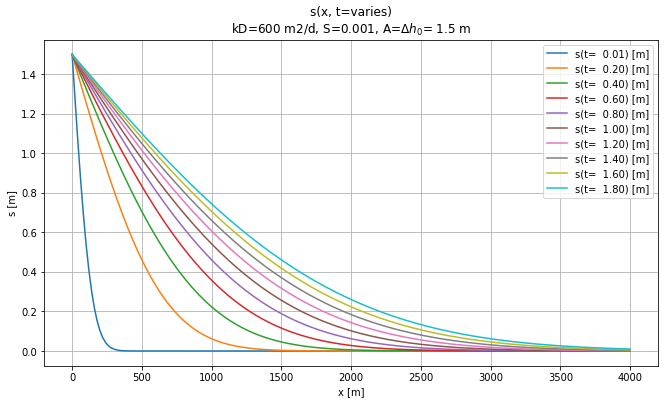 s(x, t=varies)
kD=600 m2/d, S=0.001, A=Δh₀= 1.5 m
s [m]
1.4
1.2
1.0
0.8
0.6
0.4
0.2
0.0
s(t= 0.01) [m]
s(t= 0.20) [m]
s(t= 0.40) [m]
s(t= 0.60) [m]
s(t= 0.80) [m]
s(t= 1.00) [m]
s(t= 1.20) [m]
s(t= 1.40) [m]
s(t= 1.60) [m]
s(t= 1.80) [m]
0 500 1000 1500 2000 2500 3000 3500 4000
x [m]